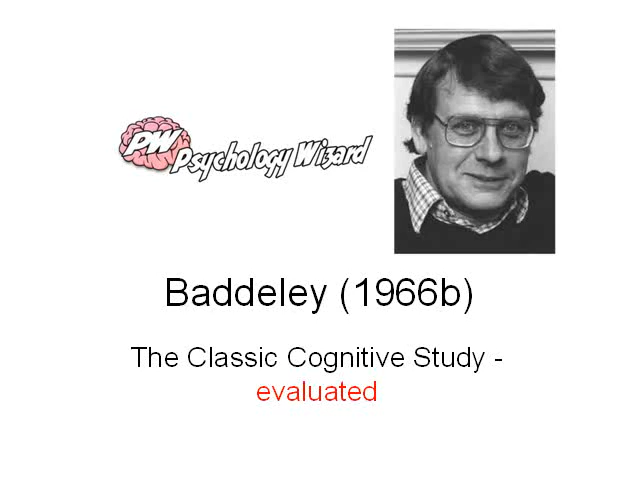 PW Psychology Wizard
Baddeley (1966b)
The Classic Cognitive Study -
evaluated